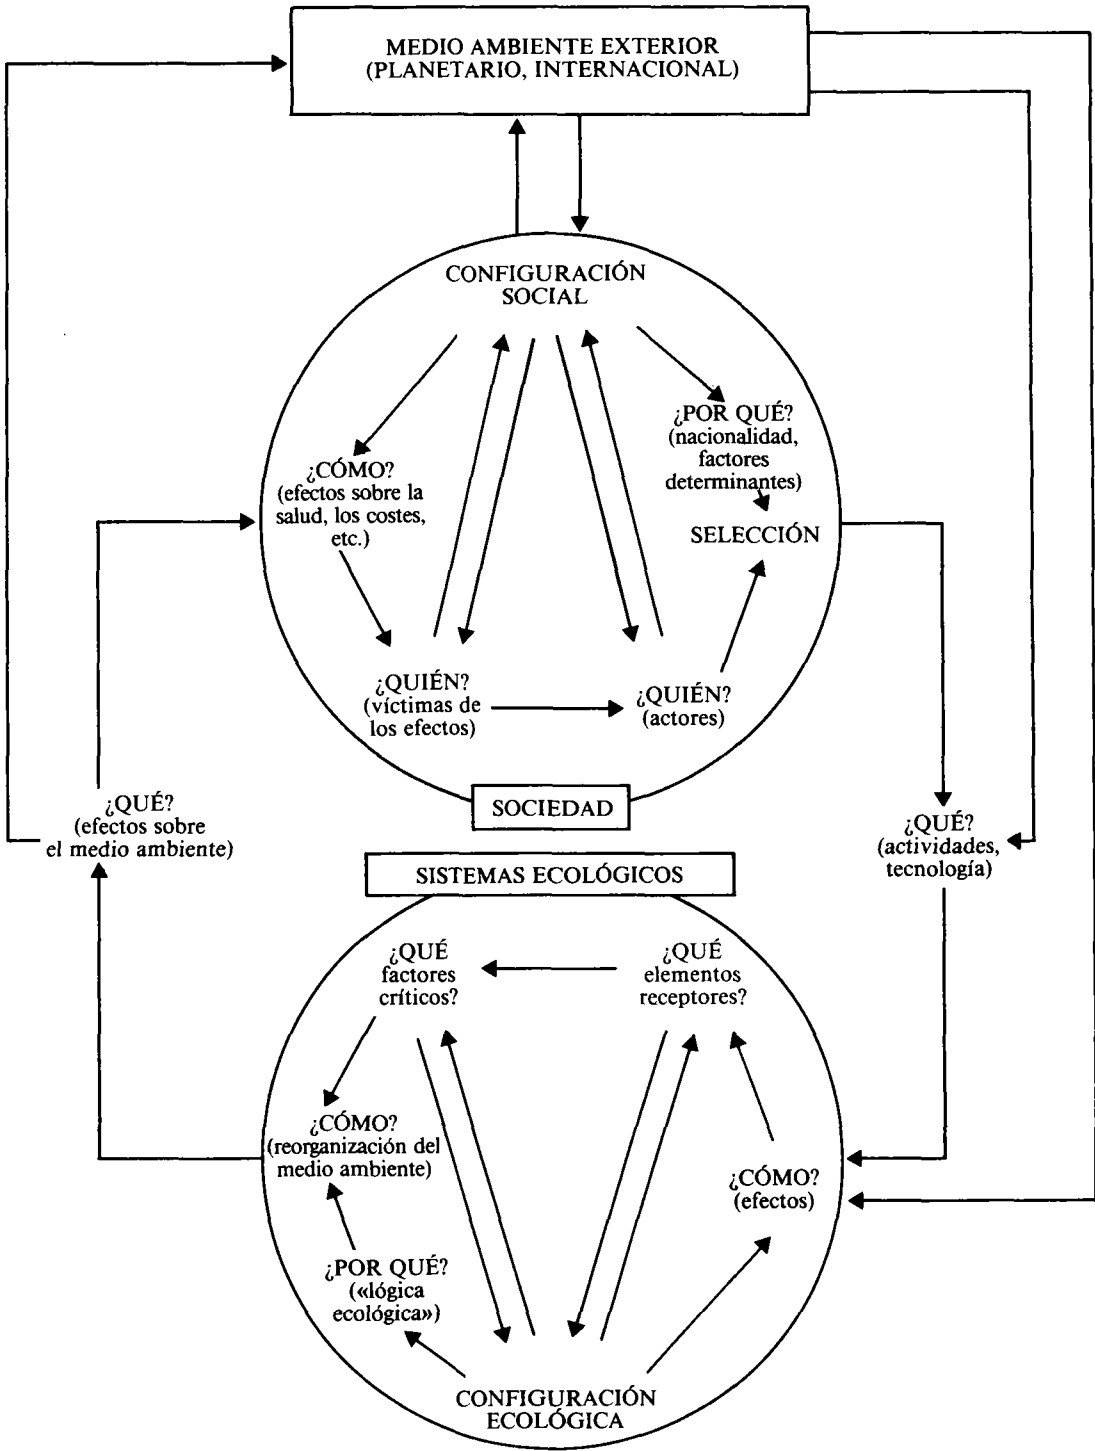 MEDIO AMBIENTE EXTERIOR
(PLANETARIO, INTERNACIONAL)
CONFIGURACIÓN
SOCIAL
¿POR QUÉ?
(nacionalidad,
factores
determinantes)
¿CÓMO?
(efectos sobre la
salud, los costes,
etc.)
SELECCIÓN
¿QUIÉN?
(víctimas de
los efectos)
¿QUIÉN?
(actores)
SOCIEDAD
¿QUÉ?
(efectos sobre
el medio ambiente)
¿QUÉ?
(actividades,
tecnología)
SISTEMAS ECOLÓGICOS
¿QUÉ
factores
críticos?
¿QUÉ
elementos
receptores?
¿CÓMO?
(reorganización del
medio ambiente)
¿CÓMO?
(efectos)
¿POR QUÉ?
(«lógica
ecológica»)
CONFIGURACIÓN
ECOLÓGICA